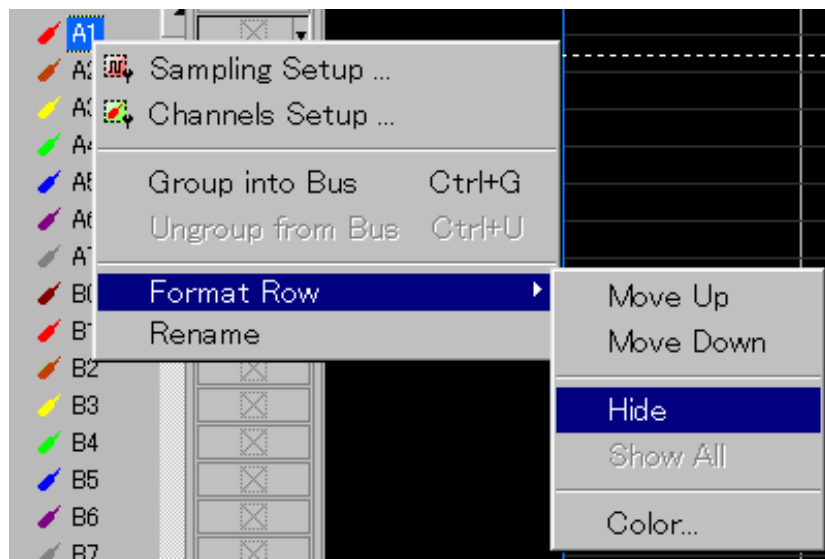 A1
Sampling Setup ...
Channels Setup ...
Group into Bus Ctrl+G
Ungroup from Bus Ctrl+U
Format Row
Rename
Move Up
Move Down
Hide
Show All
Color...
B2
B3
B4
B5
B6
B7